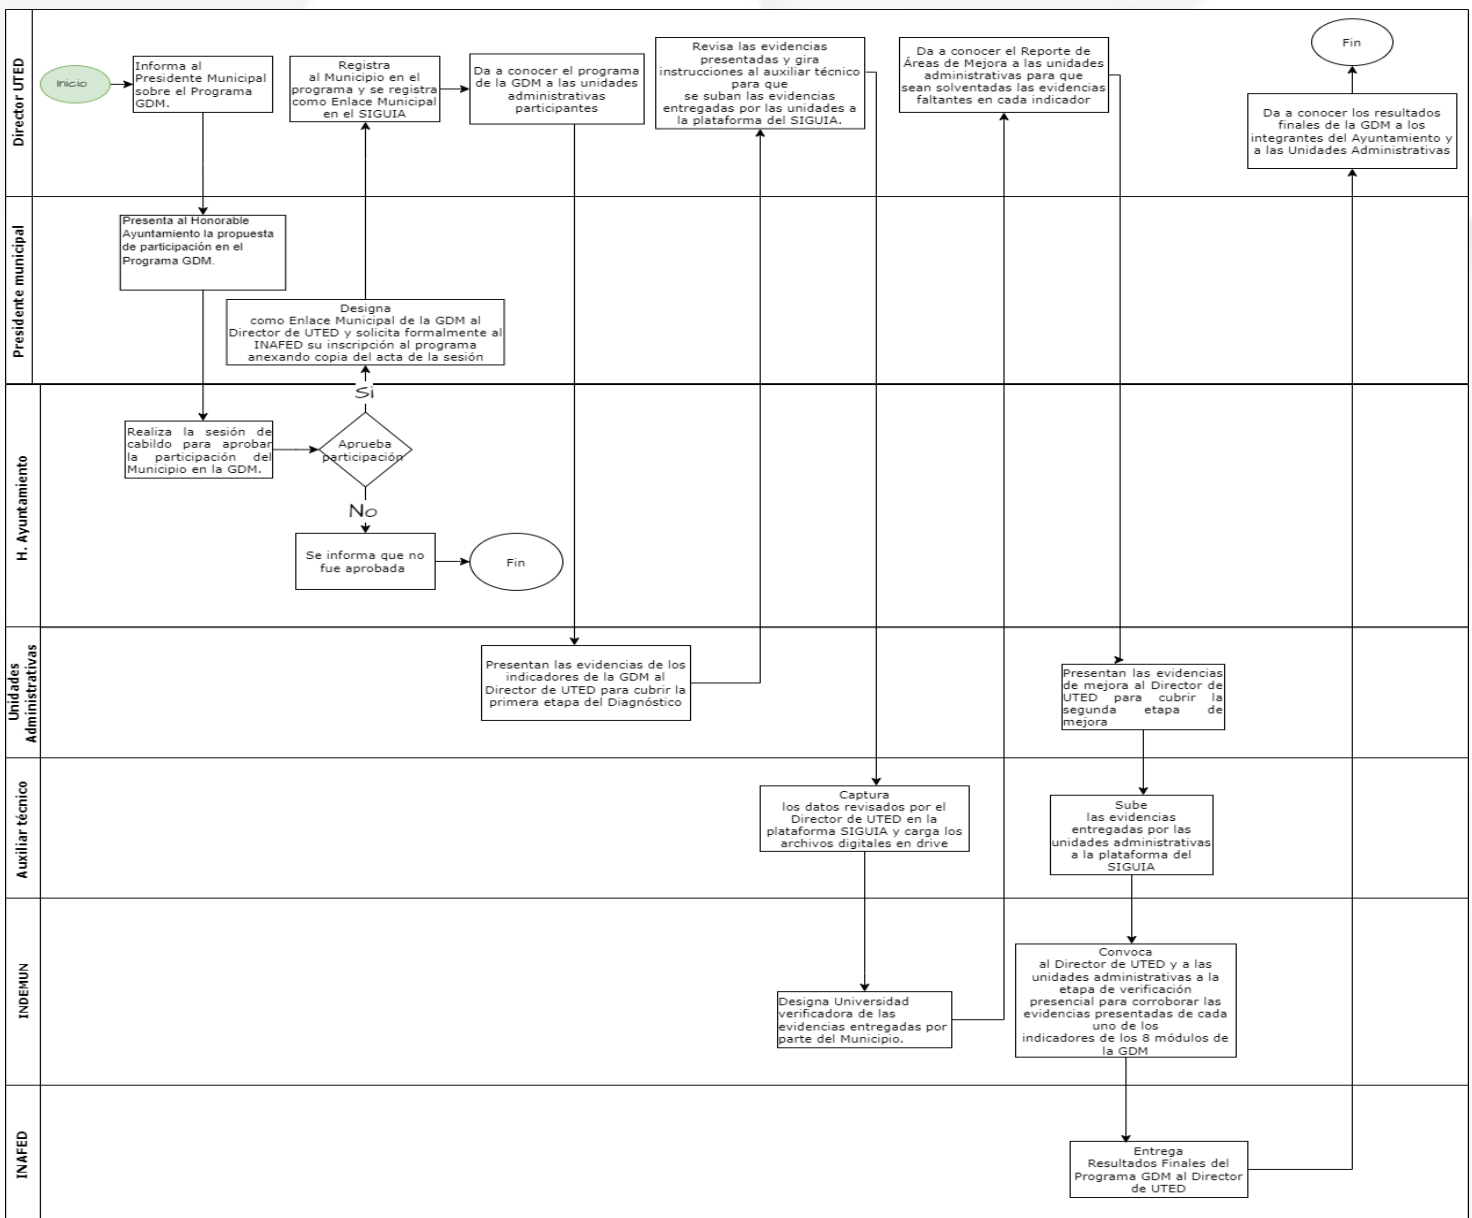 Director UTED
Inicio
Informa al
Presidente Municipal
sobre el Programa
GDM.
Registra
al Municipio en el
programa y se registra
como Enlace Municipal
en el SIGUIA
Da a conocer el programa
de la GDM a las unidades
administrativas
participantes
Revisa las evidencias
presentadas y gira
instrucciones al auxiliar técnico
para que
se suban las evidencias
entregadas por las unidades a
la plataforma del SIGUIA.
Da a conocer el Reporte de
Áreas de Mejora a las unidades
administrativas para que
sean solventadas las evidencias
faltantes en cada indicador
Fin
Da a conocer los resultados
finales de la GDM a los
integrantes del Ayuntamiento y
a las Unidades Administrativas
Presidente municipal
Presenta al Honorable
Ayuntamiento la propuesta
de participación en el
Programa GDM.
Designa
como Enlace Municipal de la GDM al
Director de UTED y solicita formalmente al
INAFED su inscripción al programa
anexando copia del acta de la sesión
H. Ayuntamiento
Realiza la sesión de
cabildo para aprobar
la participación del
Municipio en la GDM.
Si
Aprueba
participación
No
Se informa que no
fue aprobada
Fin
Unidades
Administrativas
Presentan las evidencias de los
indicadores de la GDM al
Director de UTED para cubrir la
primera etapa del Diagnóstico
Presentan las evidencias
de mejora al Director de
UTED para cubrir la
segunda etapa de
mejora
Auxiliar técnico
Captura
los datos revisados por el
Director de UTED en la
plataforma SIGUIA y carga los
archivos digitales en drive
Sube
las evidencias
entregadas por las
unidades administrativas
a la plataforma del
SIGUIA
INDEMUN
Designa Universidad
verificadora de las
evidencias entregadas por
parte del Municipio.
Convoca
al Director de UTED y a las
unidades administrativas a la
etapa de verificación
presencial para corroborar las
evidencias presentadas de cada
uno de los
indicadores de los 8 módulos de
la GDM
INAFED
Entrega
Resultados Finales del
Programa GDM al Director
de UTED